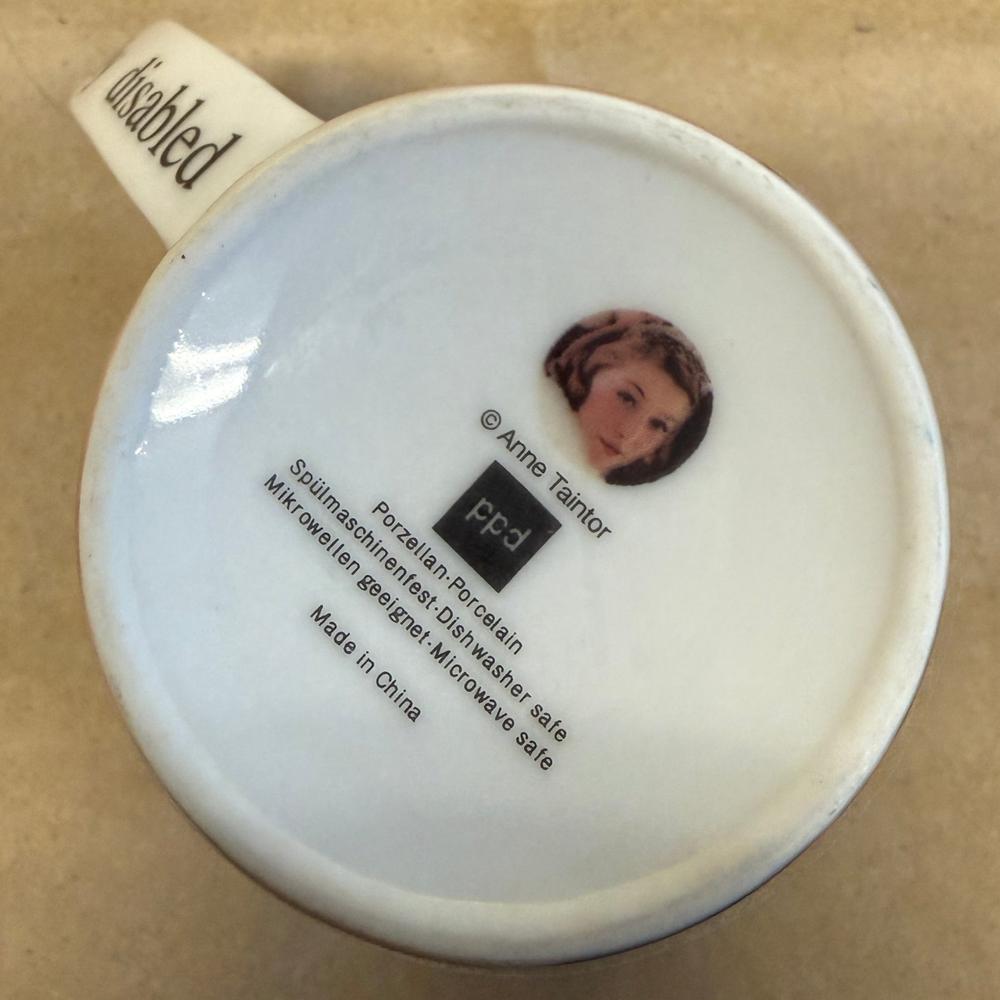 disabled
© Anne Taintor
ppd
Porzellan·Porcelain
Spülmaschinenfest·Dishwasher safe
Mikrowellen geeignet·Microwave safe
Made in China